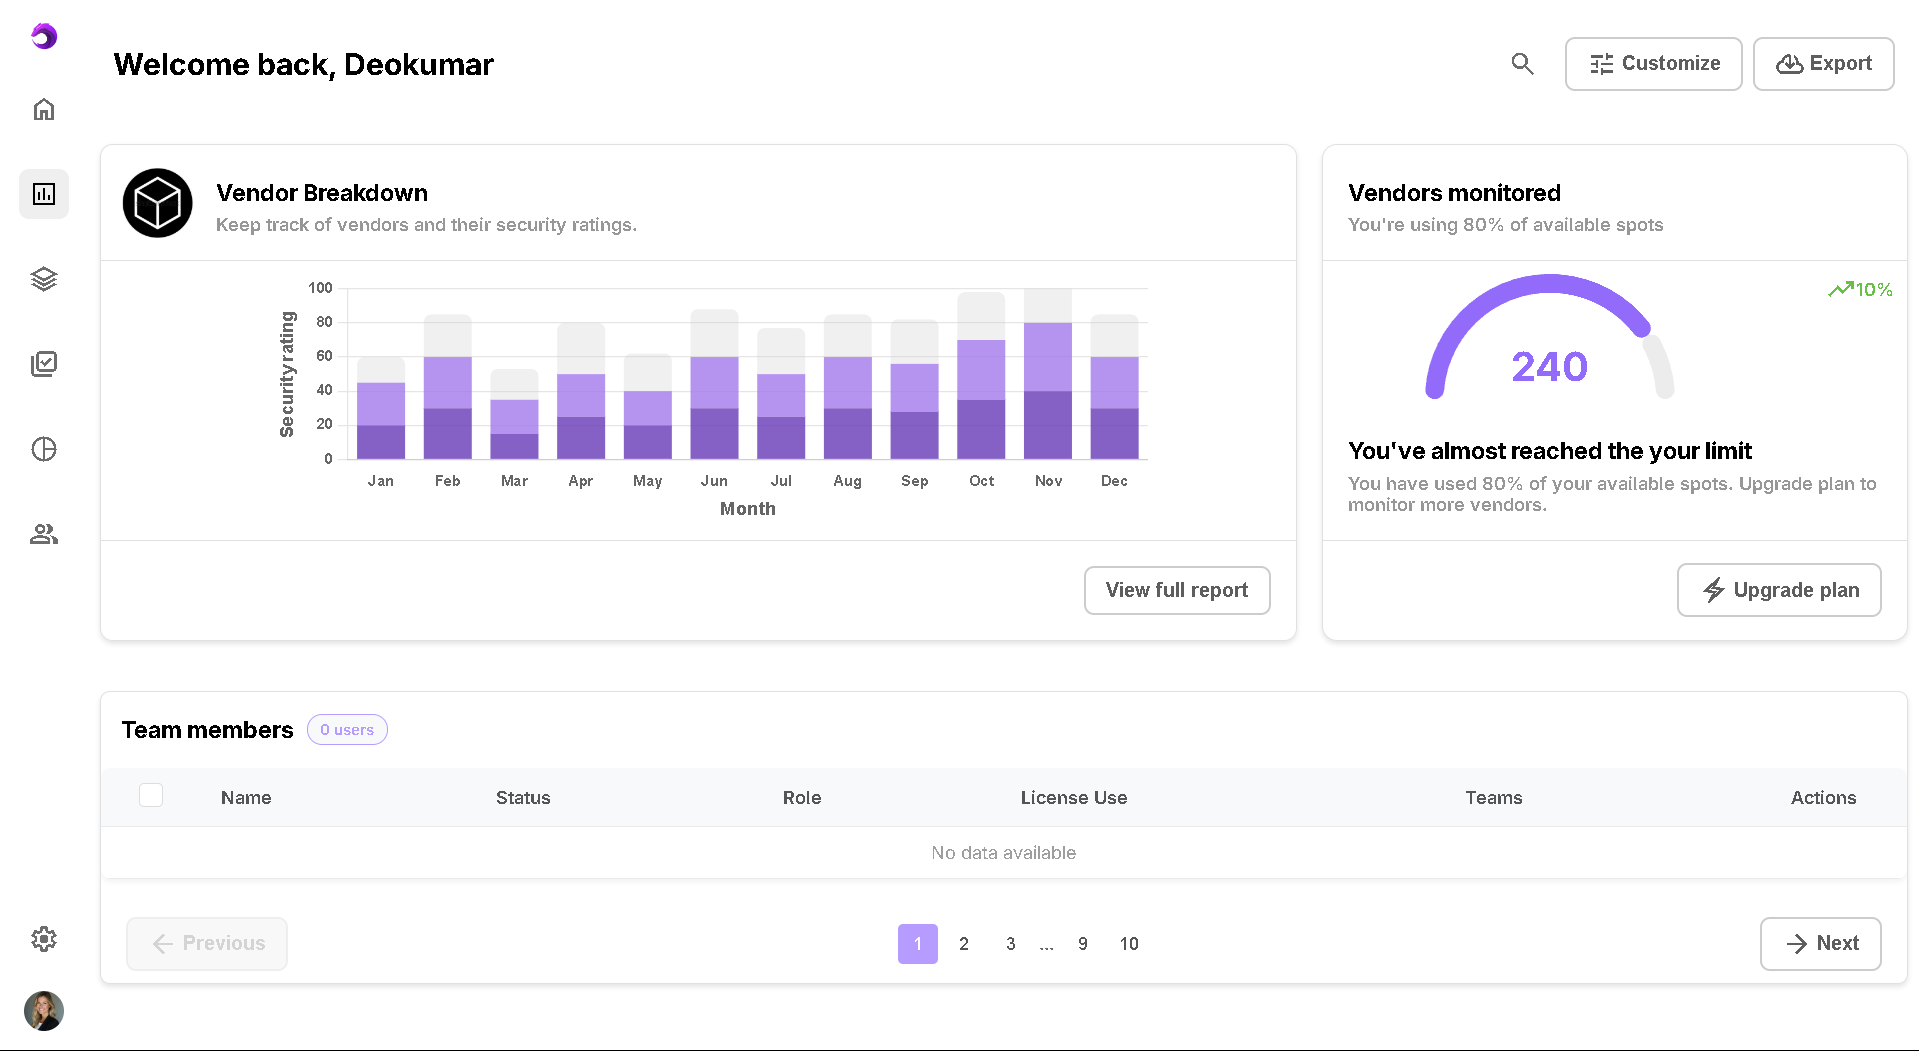 Welcome back, Deokumar
Customize
Export
Vendor Breakdown
Keep track of vendors and their security ratings.
100
80
60
40
20
0
Security rating
Jan Feb Mar Apr May Jun Jul Aug Sep Oct Nov Dec
Month
View full report
Vendors monitored
You're using 80% of available spots
10%
240
You've almost reached the your limit
You have used 80% of your available spots. Upgrade plan to
monitor more vendors.
Upgrade plan
Team members 0 users
Name Status Role License Use Teams Actions
No data available
Previous 1 2 3 ... 9 10 Next